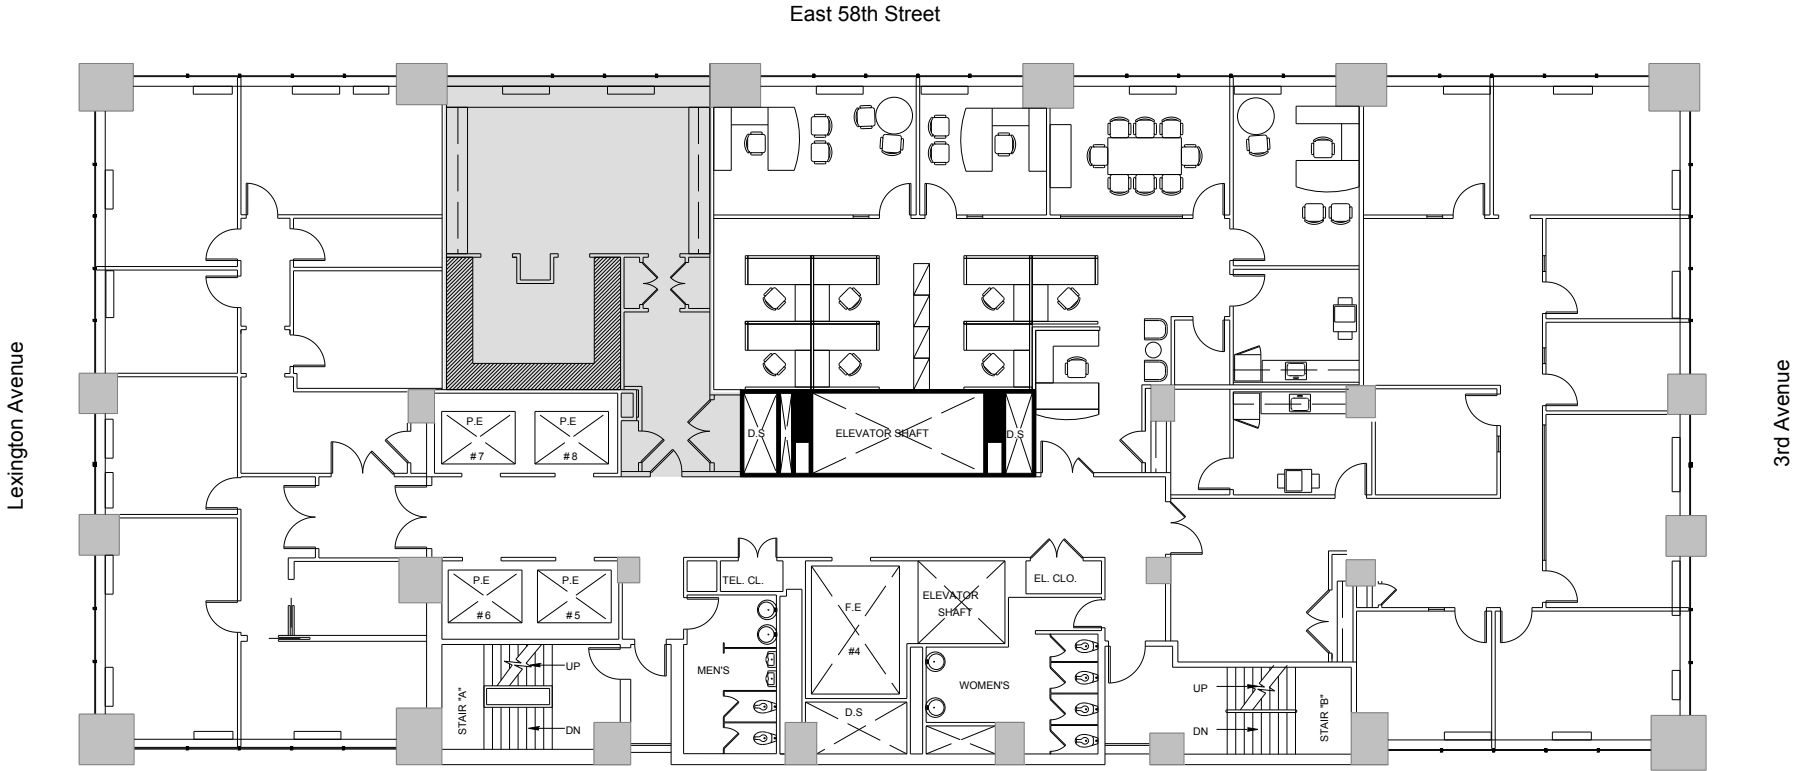 East 58th Street
Lexington Avenue
3rd Avenue
P.E
#7
P.E
#8
D.S
ELEVATOR SHAFT
D.S
P.E
#6
P.E
#5
TEL. CL.
F.E
#4
ELEVATOR
SHAFT
EL. CLO.
MEN'S
WOMEN'S
D.S
STAIR "A"
UP
DN
UP
DN
STAIR "B"